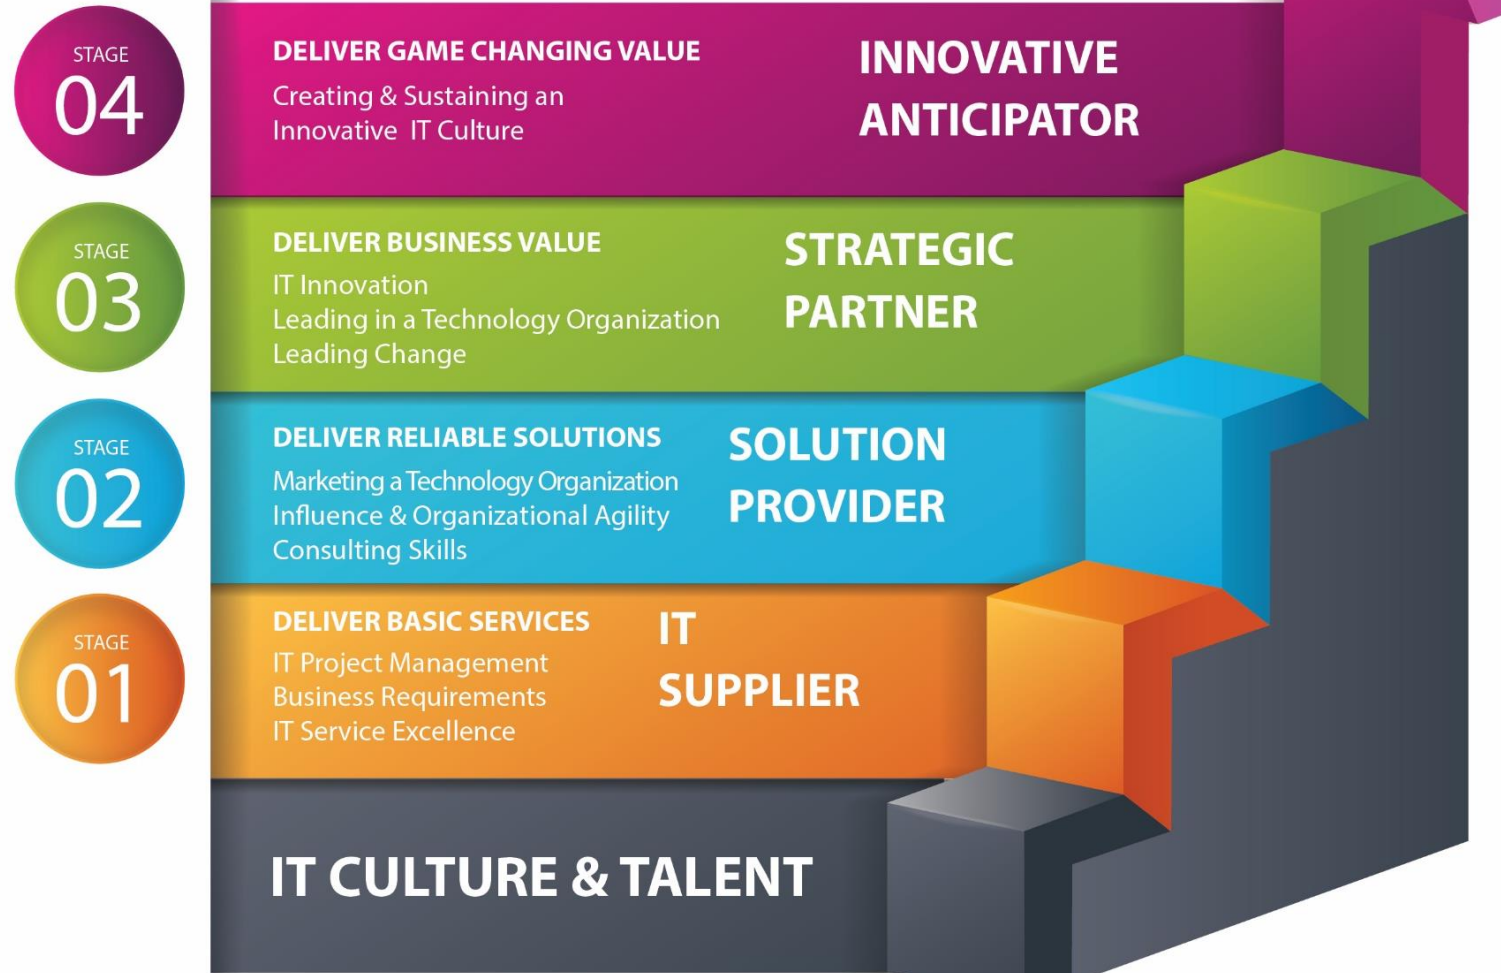 STAGE
04
DELIVER GAME CHANGING VALUE
Creating & Sustaining an
Innovative IT Culture
INNOVATIVE
ANTICIPATOR
STAGE
03
DELIVER BUSINESS VALUE
IT Innovation
Leading in a Technology Organization
Leading Change
STRATEGIC
PARTNER
STAGE
02
DELIVER RELIABLE SOLUTIONS
Marketing a Technology Organization
Influence & Organizational Agility
Consulting Skills
SOLUTION
PROVIDER
STAGE
01
DELIVER BASIC SERVICES
IT Project Management
Business Requirements
IT Service Excellence
IT
SUPPLIER
IT CULTURE & TALENT